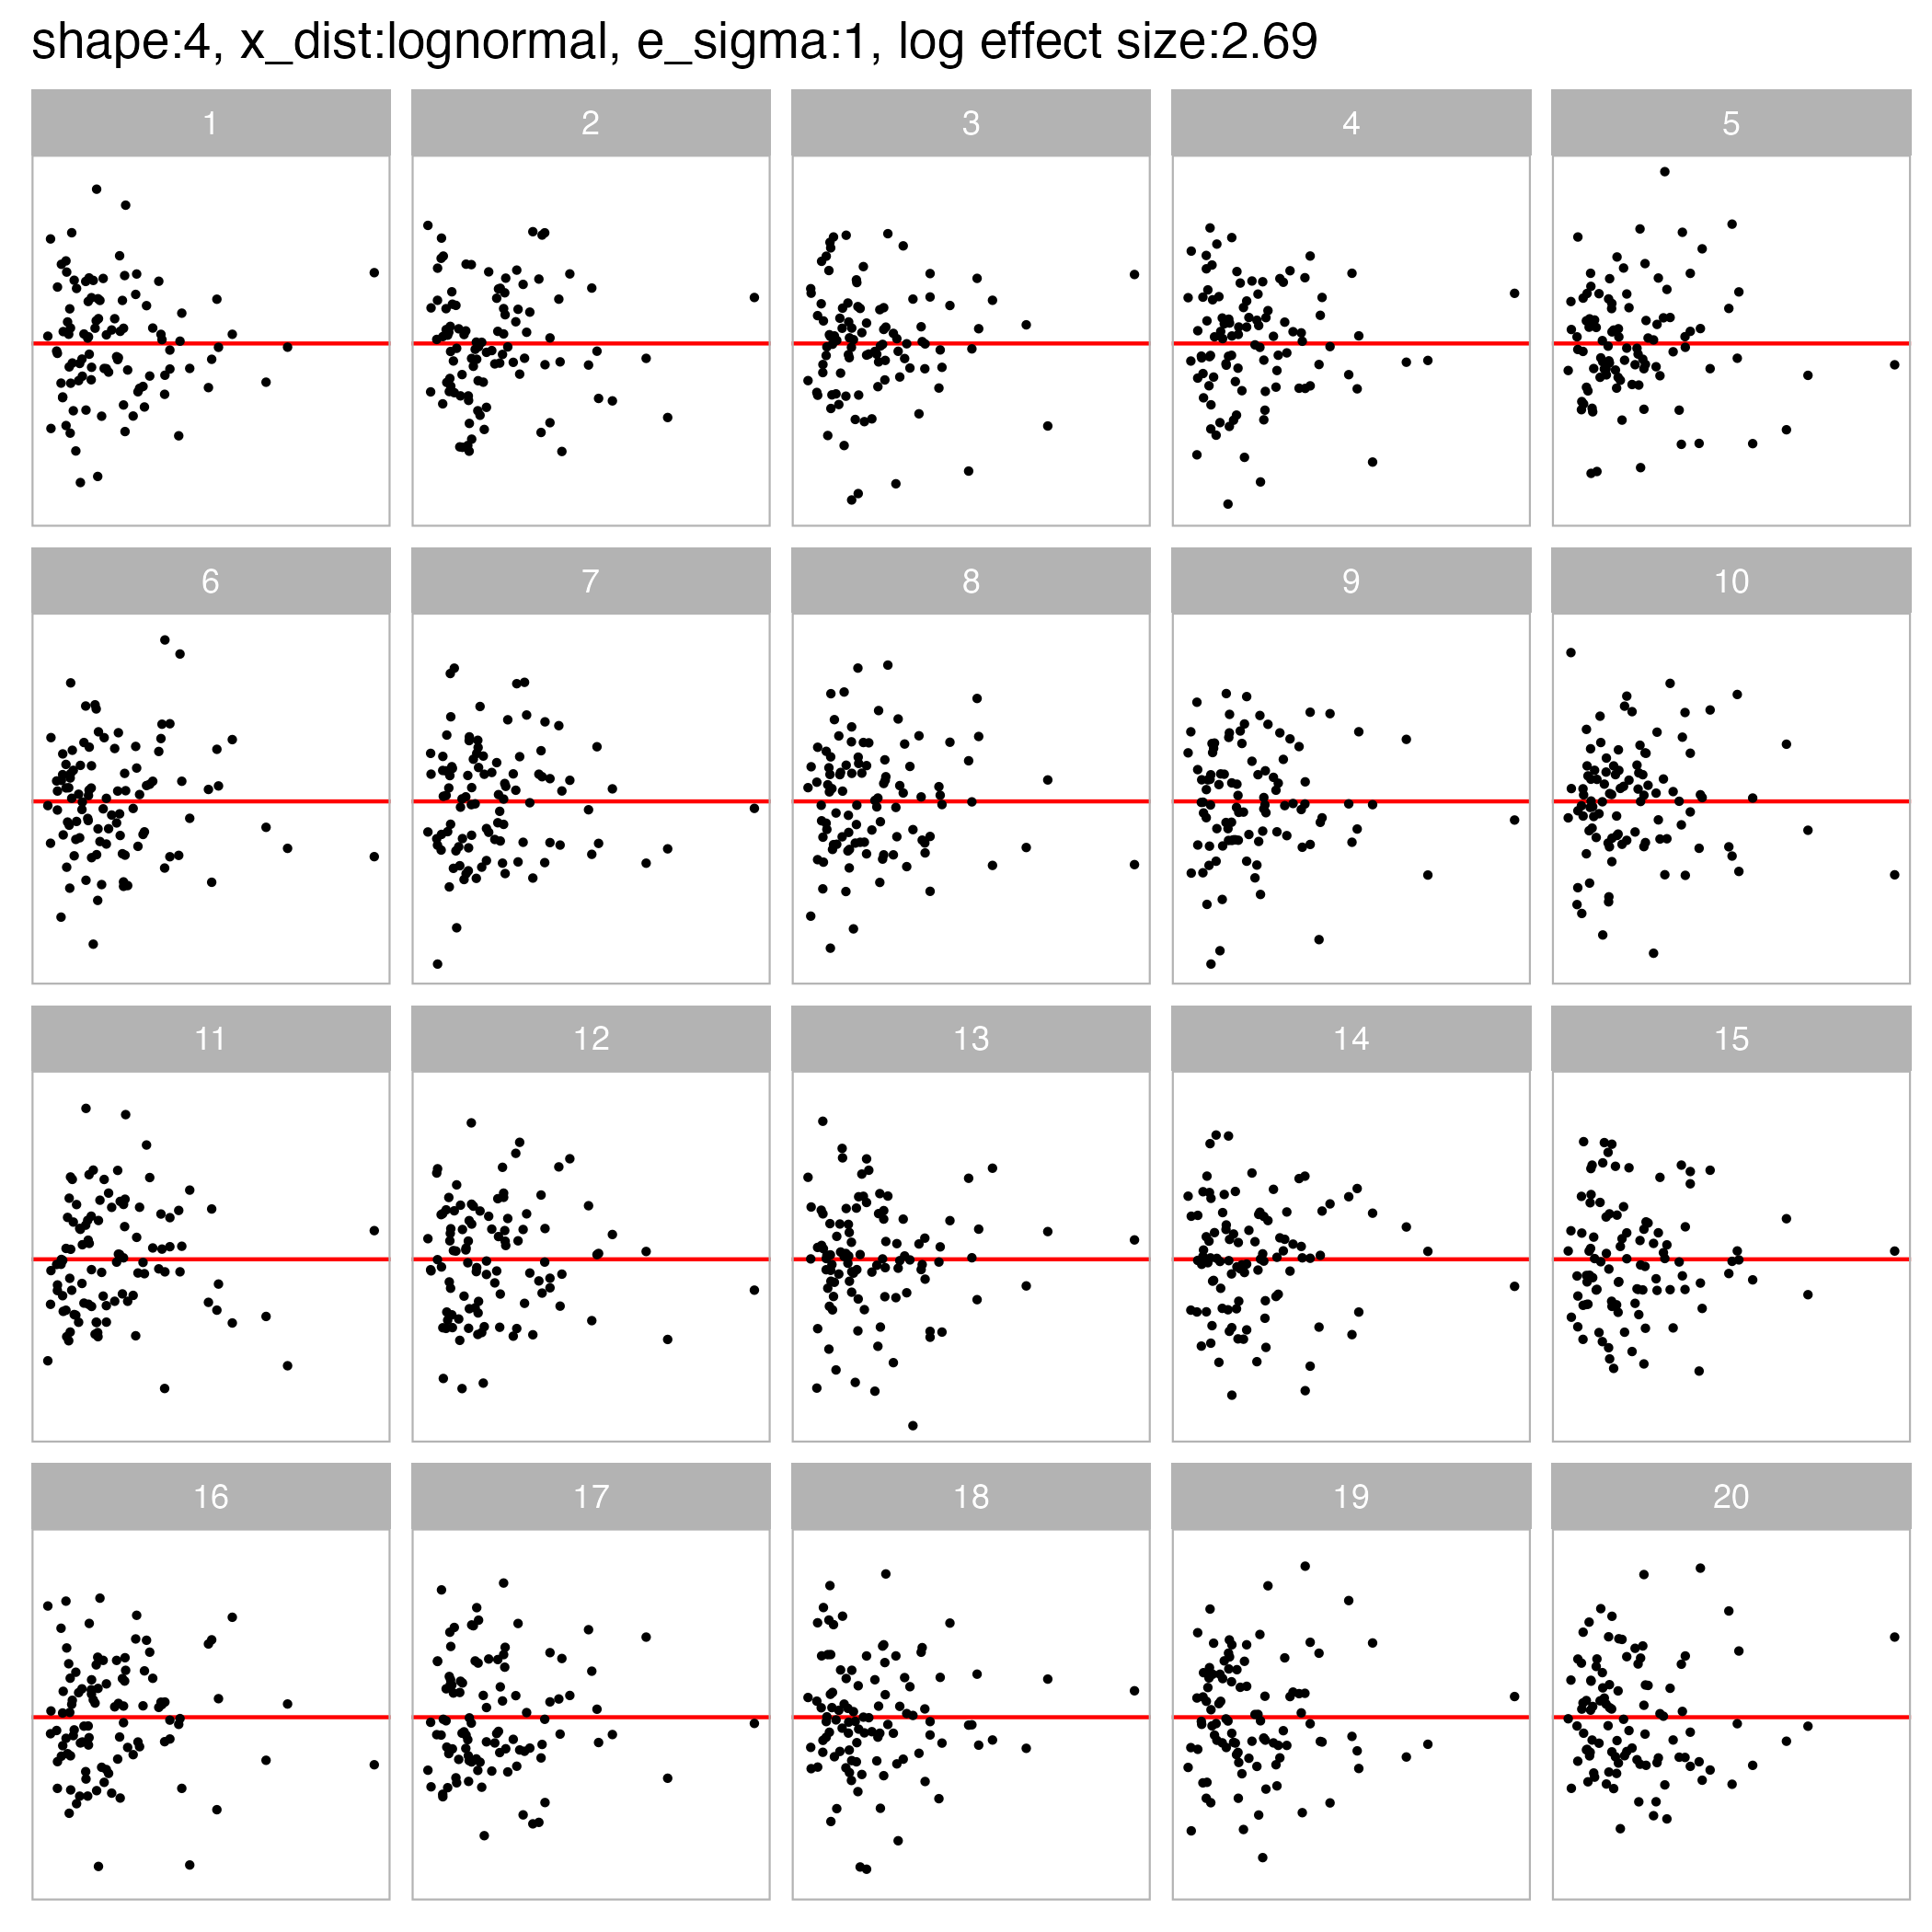 shape:4, x_dist:lognormal, e_sigma:1, log effect size:2.69
1 2 3 4 5
6 7 8 9 10
11 12 13 14 15
16 17 18 19 20